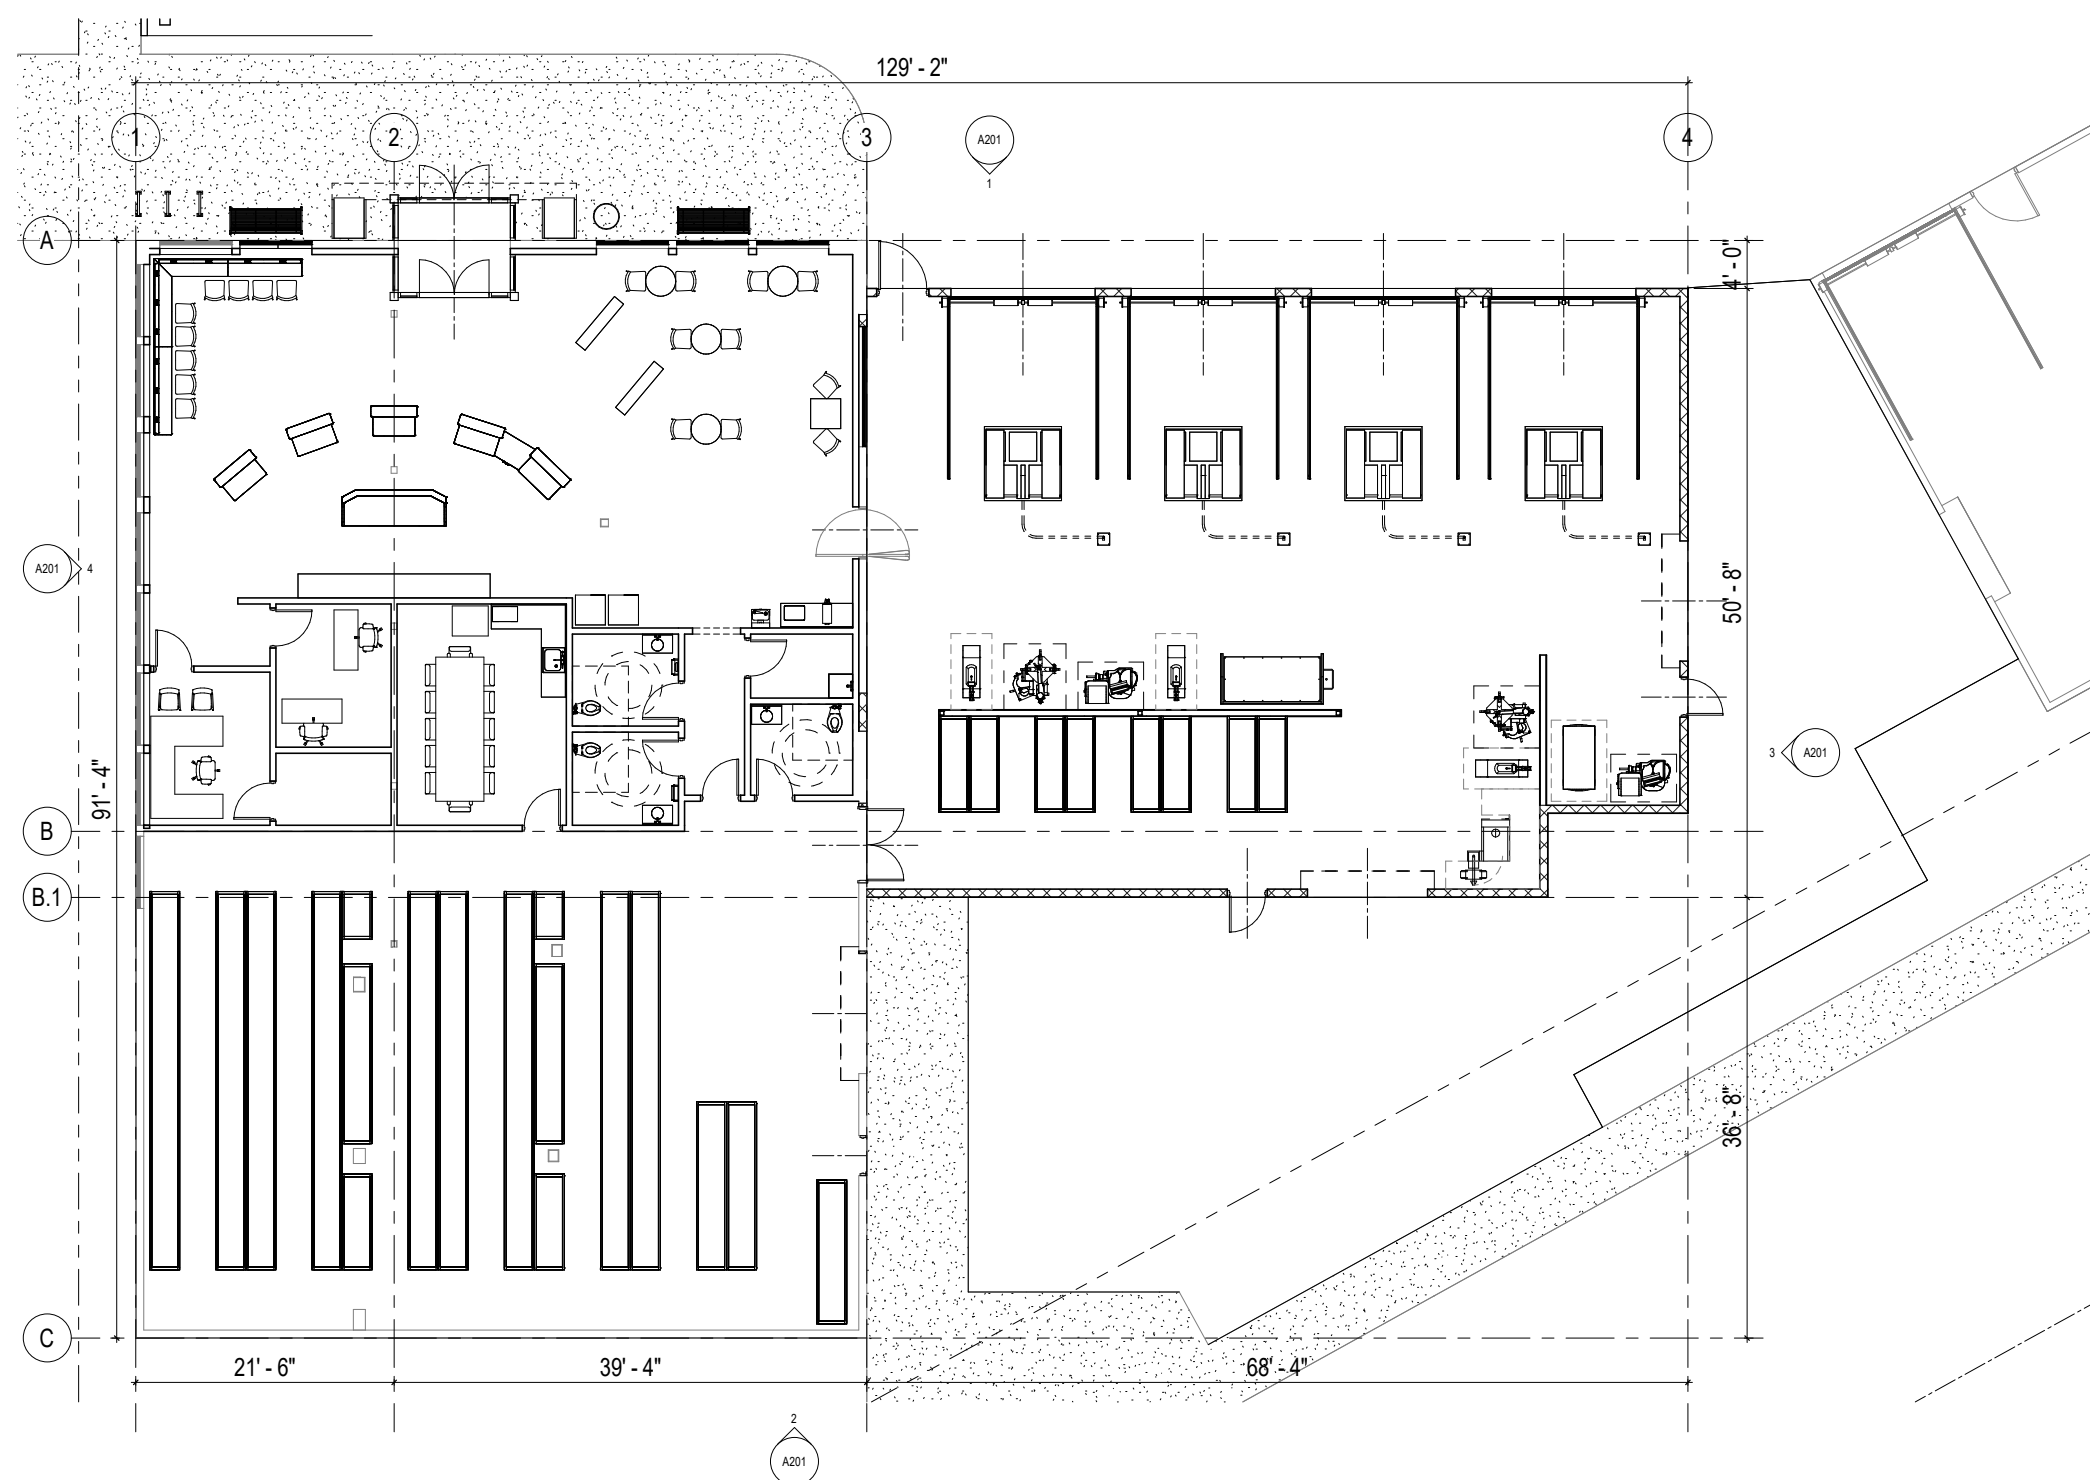 129' - 2"
1
2
3
4
A201
1
A
4' - 0"
A201
4
50' - 8"
3
A201
91' - 4"
B
B.1
36' - 8"
C
21' - 6"
39' - 4"
68' - 4"
2
A201